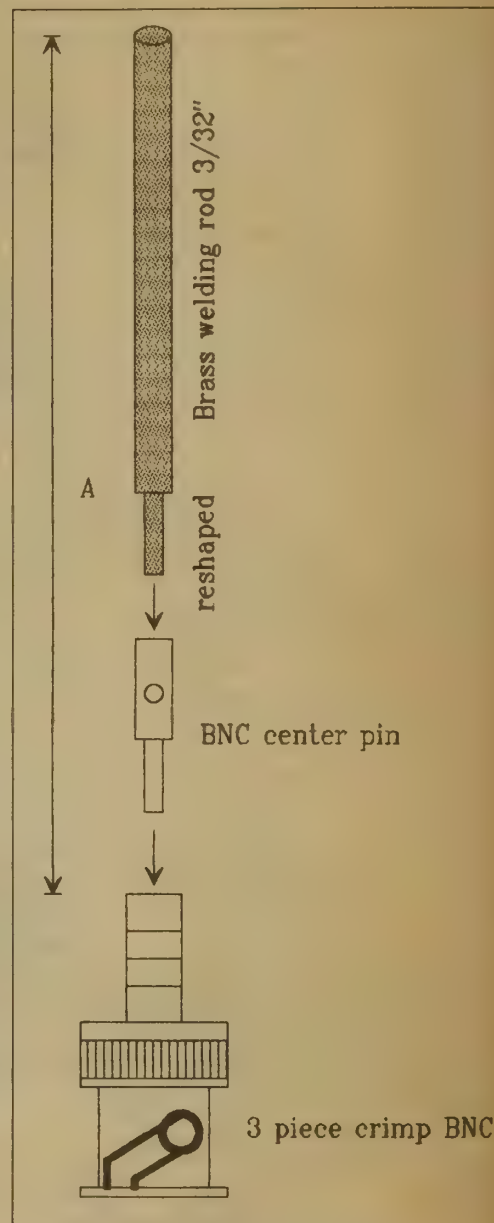 Brass welding rod 3/32"
A
reshaped
BNC center pin
3 piece crimp BNC